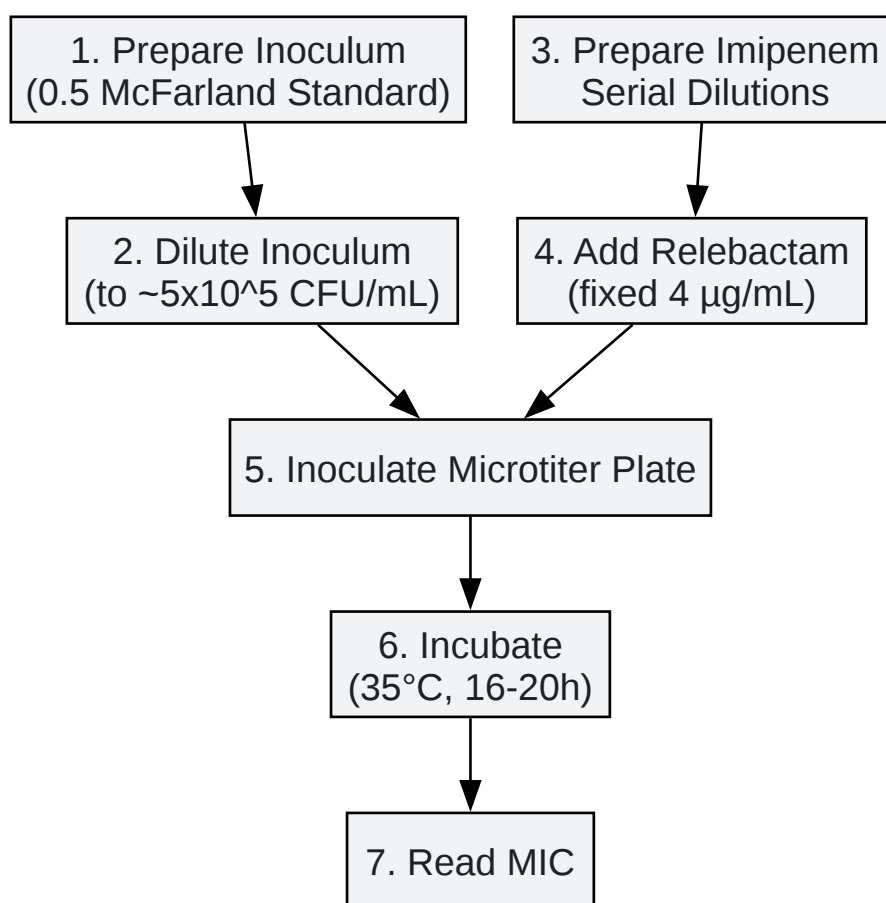 1. Prepare Inoculum
(0.5 McFarland Standard)
3. Prepare Imipenem
Serial Dilutions
2. Dilute Inoculum
(to ~5x10^5 CFU/mL)
4. Add Relebactam
(fixed 4 µg/mL)
5. Inoculate Microtiter Plate
6. Incubate
(35°C, 16-20h)
7. Read MIC